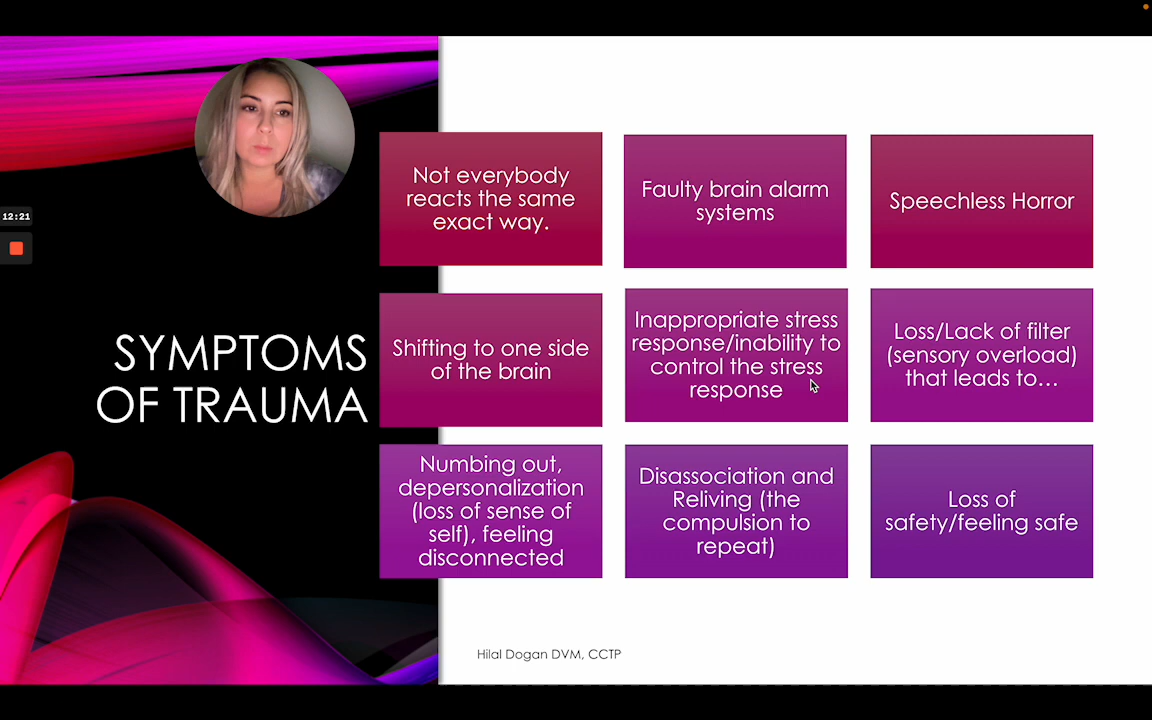 12:21
SYMPTOMS
OF TRAUMA
Not everybody
reacts the same
exact way.
Faulty brain alarm
systems
Speechless Horror
Shifting to one side
of the brain
Inappropriate stress
response/inability to
control the stress
response
Loss/Lack of filter
(sensory overload)
that leads to...
Numbing out,
depersonalization
(loss of sense of
self), feeling
disconnected
Disassociation and
Reliving (the
compulsion to
repeat)
Loss of
safety/feeling safe
Hilal Dogan DVM, CCTP